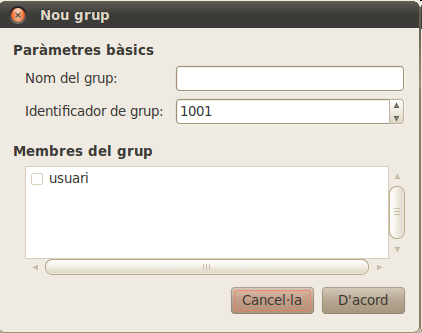 Nou grup
Paràmetres bàsics
Nom del grup:
Identificador de grup: 1001
Membres del grup
usuari
Cancel·la D'acord